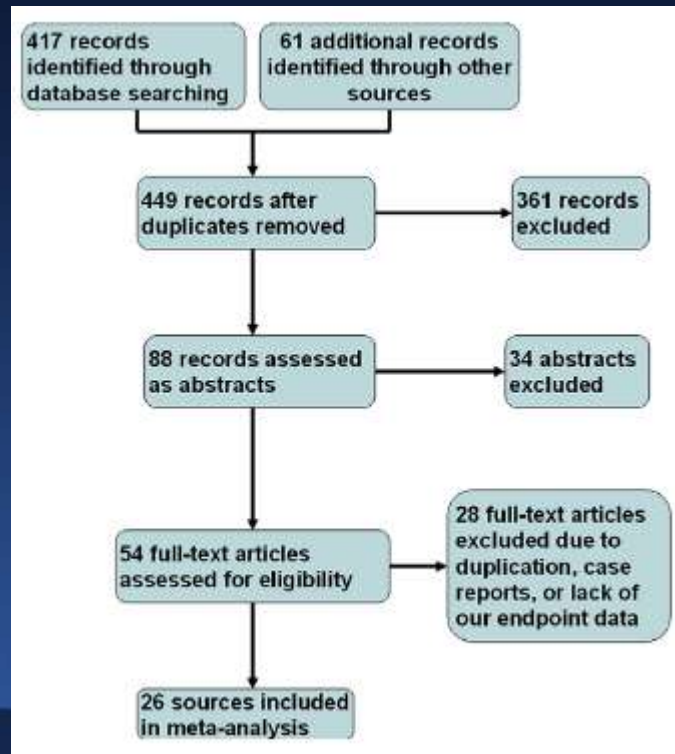 417 records
identified through
database searching
61 additional records
identified through other
sources
449 records after
duplicates removed
361 records
excluded
88 records assessed
as abstracts
34 abstracts
excluded
54 full-text articles
assessed for eligibility
28 full-text articles
excluded due to
duplication, case
reports, or lack of
our endpoint data
26 sources included
in meta-analysis